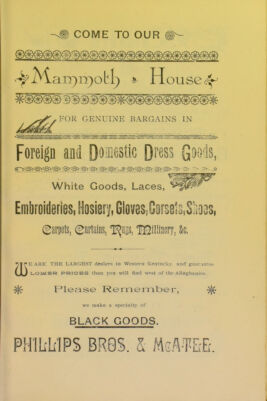 COME TO OUR
Mammoth House
FOR GENUINE BARGAINS IN
Foreign and Domestic Dress Goods,
White Goods, Laces,
Embroideries, Hosiery, Gloves, Corsets, Shoes,
Carpets, Curtains, Rugs, Millinery, &c.
WE ARE THE LARGEST dealers in Western Kentucky, and guarantee
LOWER PRICES than you will find west of the Alleghanies.
Please Remember,
we make a specialty of
BLACK GOODS.
PHILLIPS BROS. & McATEE.